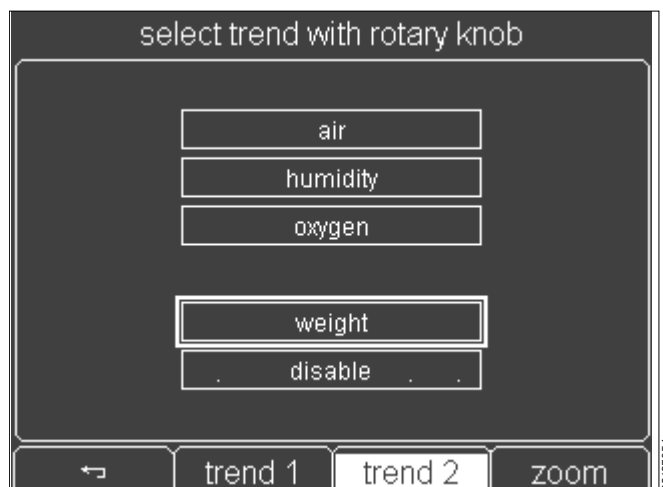 select trend with rotary knob
air
humidity
oxygen
weight
disable
trend 1 trend 2 zoom